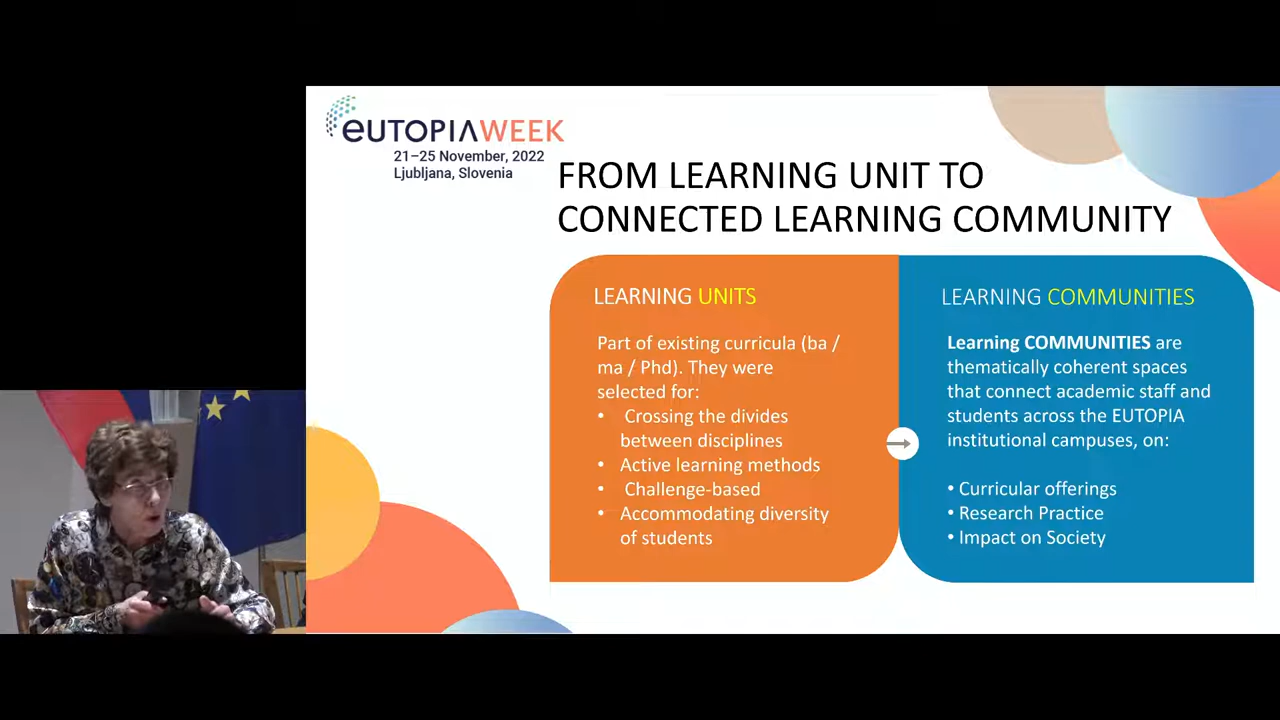 eUTOPIAWEEK
21–25 November, 2022
Ljubljana, Slovenia
FROM LEARNING UNIT TO
CONNECTED LEARNING COMMUNITY
LEARNING UNITS
Part of existing curricula (ba /
ma / Phd). They were
selected for:
• Crossing the divides
between disciplines
• Active learning methods
• Challenge-based
• Accommodating diversity
of students
LEARNING COMMUNITIES
Learning COMMUNITIES are
thematically coherent spaces
that connect academic staff and
students across the EUTOPIA
institutional campuses, on:
• Curricular offerings
• Research Practice
• Impact on Society